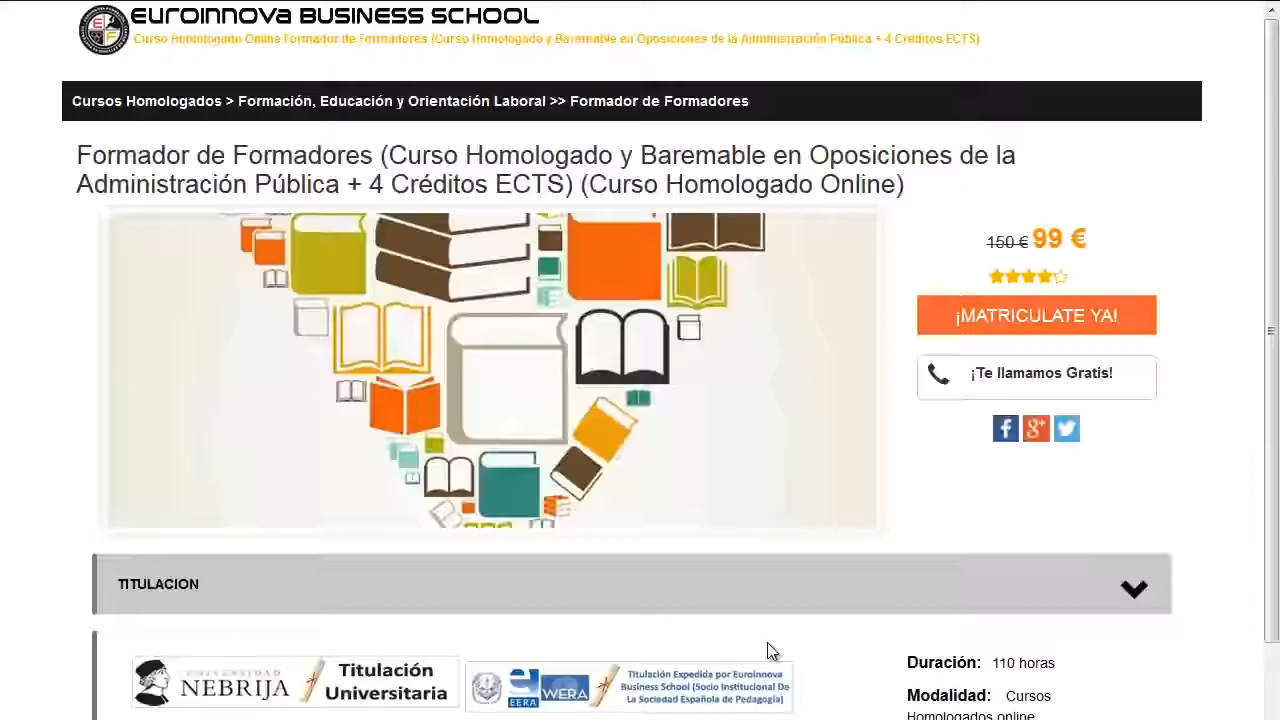 EUROINNOVA BUSINESS SCHOOL
Curso Homologado Online Formador de Formadores (Curso Homologado y Baremable en Oposiciones de la Administración Pública + 4 Créditos ECTS)
Cursos Homologados > Formación, Educación y Orientación Laboral >> Formador de Formadores
Formador de Formadores (Curso Homologado y Baremable en Oposiciones de la
Administración Pública + 4 Créditos ECTS) (Curso Homologado Online)
150 € 99 €
¡MATRICULATE YA!
¡Te llamamos Gratis!
TITULACION
UNIVERSIDAD
NEBRIJA
Titulación
Universitaria
EERA
WERA
Titulación Expedida por Euroinnova
Business School (Socio Institucional De
La Sociedad Española de Pedagogía)
Duración: 110 horas
Modalidad: Cursos
Homologados online